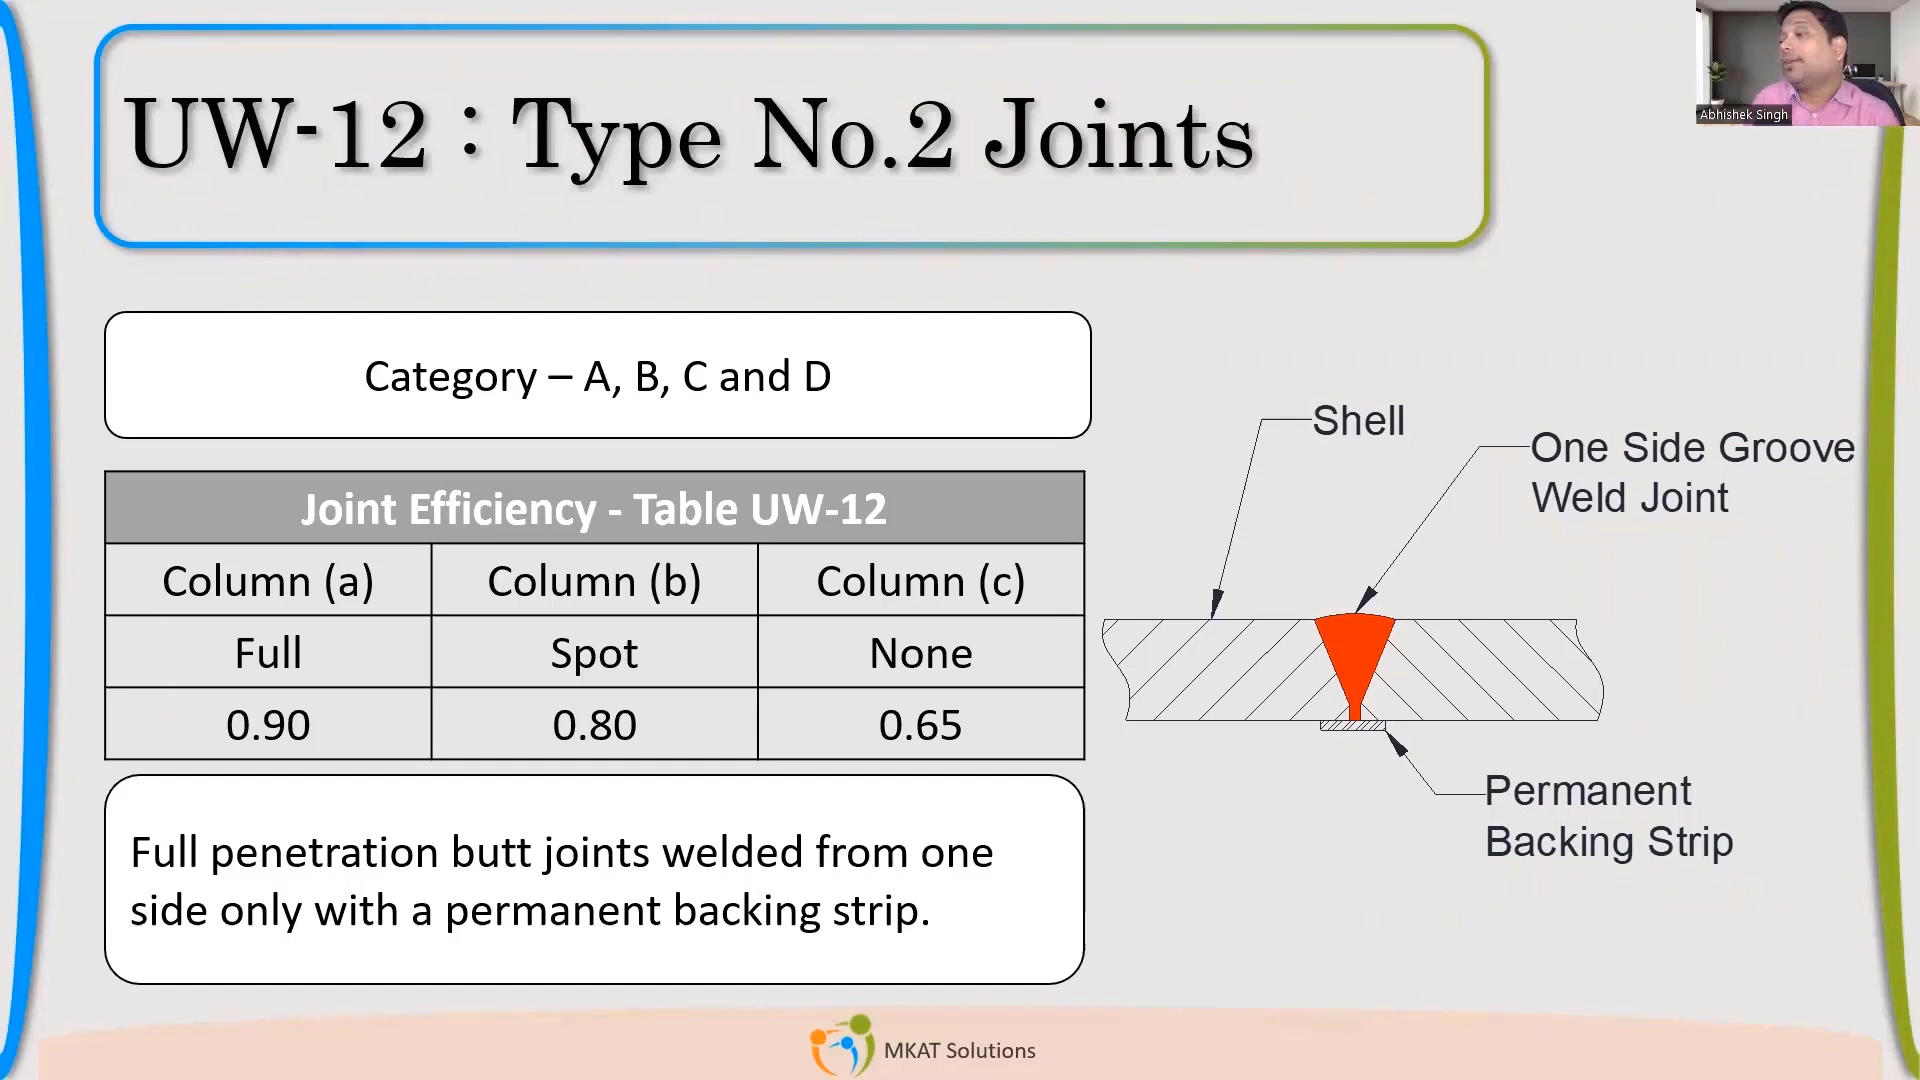 UW-12 : Type No.2 Joints
Abhishek Singh
Category – A, B, C and D
Joint Efficiency - Table UW-12
Column (a) Column (b) Column (c)
Full Spot None
0.90 0.80 0.65
Full penetration butt joints welded from one
side only with a permanent backing strip.
Shell
One Side Groove
Weld Joint
Permanent
Backing Strip
MKAT Solutions